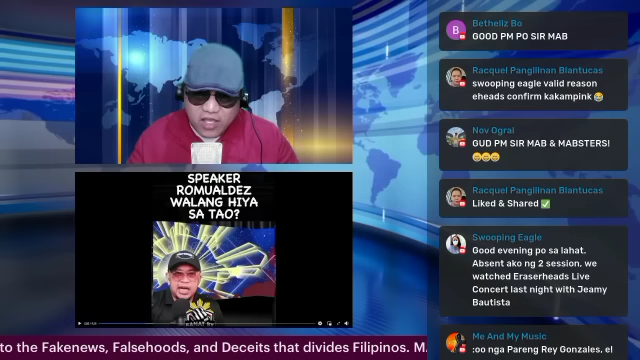 SPEAKER
ROMUALDEZ
WALANG HIYA
SA TAO?
to the Fakenews, Falsehoods, and Deceits that divides Filipinos. M
B
Betheliz Bo
GOOD PM PO SIR MAB
Racquel Pangilinan Blantucas
swooping eagle valid reason
eheads confirm kakampink 😂
Nov Ogral
GUD PM SIR MAB & MABSTERS!
😄😄😄
Racquel Pangilinan Blantucas
Liked & Shared ✅
Swooping Eagle
Good evening po sa lahat.
Absent ako ng 2 session, we
watched Eraserheads Live
Concert last night with Jeamy
Bautista
Me And My Music
;oo nga Pareng Rey Gonzales, e!